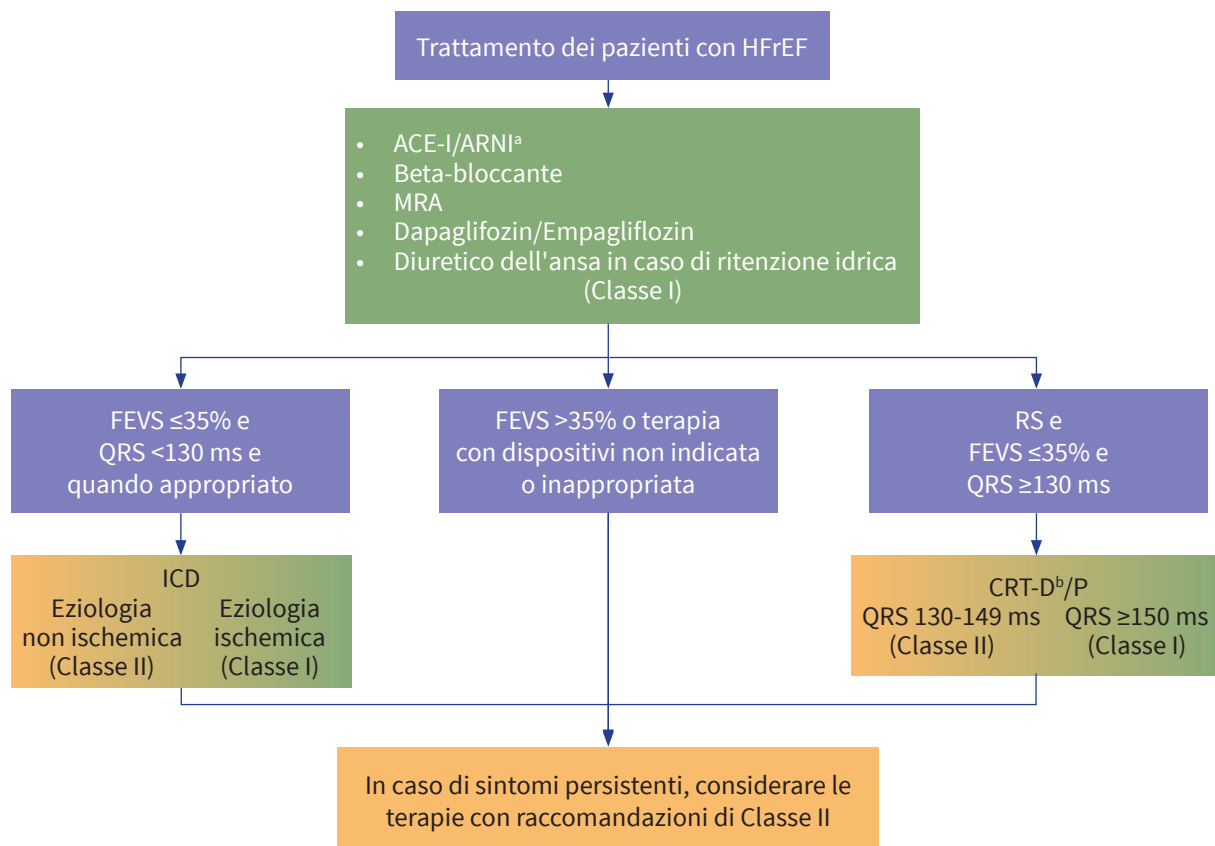 Trattamento dei pazienti con HFrEF
• ACE-I/ARNIᵃ
• Beta-bloccante
• MRA
• Dapaglifozin/Empagliflozin
• Diuretico dell'ansa in caso di ritenzione idrica
(Classe I)
FEVS ≤35% e
QRS <130 ms e
quando appropriato
FEVS >35% o terapia
con dispositivi non indicata
o inappropriata
RS e
FEVS ≤35% e
QRS ≥130 ms
ICD
Eziologia
non ischemica
(Classe II)
Eziologia
ischemica
(Classe I)
CRT-Dᵇ/P
QRS 130-149 ms
(Classe II)
QRS ≥150 ms
(Classe I)
In caso di sintomi persistenti, considerare le
terapie con raccomandazioni di Classe II